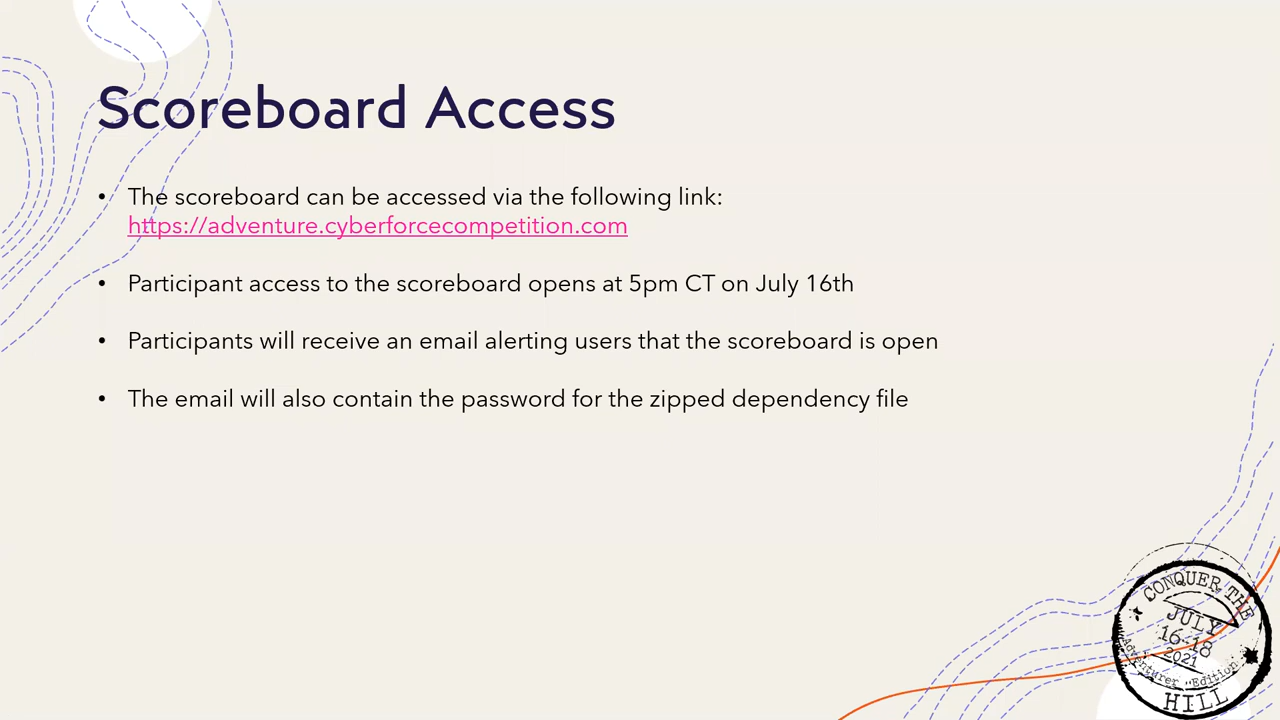 Scoreboard Access
• The scoreboard can be accessed via the following link:
https://adventure.cyberforcecompetition.com
• Participant access to the scoreboard opens at 5pm CT on July 16th
• Participants will receive an email alerting users that the scoreboard is open
• The email will also contain the password for the zipped dependency file
CONQUER THE
JULY
16-18
2021
Adventurer "Edition"
HILL